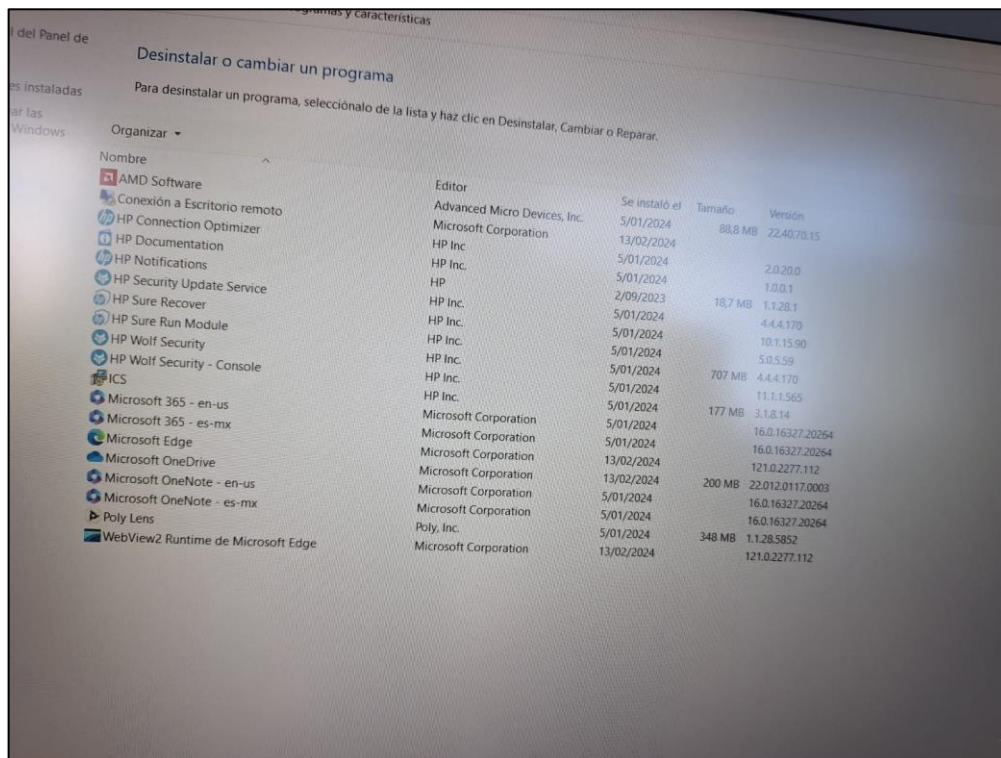 gramas y características
l del Panel de
es instaladas
ar las
Windows
Desinstalar o cambiar un programa
Para desinstalar un programa, selecciónalo de la lista y haz clic en Desinstalar, Cambiar o Reparar.
Organizar
Nombre Editor Se instaló el Tamaño Versión
AMD Software Advanced Micro Devices, Inc. 5/01/2024 88,8 MB 22.40.70.15
Conexión a Escritorio remoto Microsoft Corporation 13/02/2024
HP Connection Optimizer HP Inc 5/01/2024 2.0.20.0
HP Documentation HP Inc. 5/01/2024 1.0.0.1
HP Notifications HP 2/09/2023 18,7 MB 1.1.28.1
HP Security Update Service HP Inc. 5/01/2024 4.4.4.170
HP Sure Recover HP Inc. 5/01/2024 10.1.15.90
HP Sure Run Module HP Inc. 5/01/2024 5.0.5.59
HP Wolf Security HP Inc. 5/01/2024 707 MB 4.4.4.170
HP Wolf Security - Console HP Inc. 5/01/2024 11.1.1.565
ICS HP Inc. 5/01/2024 177 MB 3.1.8.14
Microsoft 365 - en-us Microsoft Corporation 5/01/2024 16.0.16327.20264
Microsoft 365 - es-mx Microsoft Corporation 5/01/2024 16.0.16327.20264
Microsoft Edge Microsoft Corporation 13/02/2024 121.0.2277.112
Microsoft OneDrive Microsoft Corporation 13/02/2024 200 MB 22.012.0117.0003
Microsoft OneNote - en-us Microsoft Corporation 5/01/2024 16.0.16327.20264
Microsoft OneNote - es-mx Microsoft Corporation 5/01/2024 16.0.16327.20264
Poly Lens Poly, Inc. 5/01/2024 348 MB 1.1.28.5852
WebView2 Runtime de Microsoft Edge Microsoft Corporation 13/02/2024 121.0.2277.112